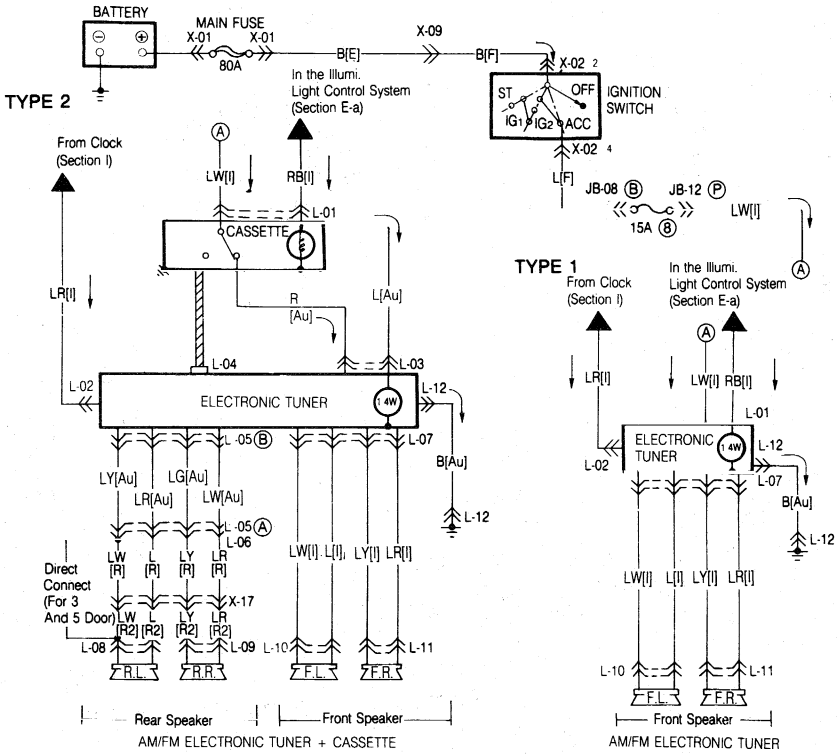 BATTERY
MAIN FUSE
X-01
X-01
80A
B[E]
X-09
B[F]
X-02 2
ST
OFF
IG1
IG2
ACC
IGNITION
SWITCH
X-02 4
L[F]
JB-08 B
JB-12 P
15A 8
LW[I]
A
TYPE 2
From Clock
(Section I)
A
In the Illumi.
Light Control System
(Section E-a)
LW[I]
RB[I]
L-01
CASSETTE
LR[I]
R
[Au]
L[Au]
L-04
L-03
L-02
L-12
ELECTRONIC TUNER
1.4W
L-05 B
L-07
B[Au]
LY[Au]
LR[Au]
LG[Au]
LW[Au]
L-05 A
L-06
L-12
LW
[R]
L
[R]
LY
[R]
LR
[R]
LW[I]
L[I]
LY[I]
LR[I]
Direct
Connect
(For 3
And 5 Door)
X-17
LW
[R2]
L
[R2]
LY
[R2]
LR
[R2]
L-08
L-09
L-10
L-11
R.L.
R.R.
F.L.
F.R.
Rear Speaker
Front Speaker
AM/FM ELECTRONIC TUNER + CASSETTE
TYPE 1
From Clock
(Section I)
In the Illumi.
Light Control System
(Section E-a)
A
LR[I]
LW[I]
RB[I]
L-01
ELECTRONIC
TUNER
1.4W
L-12
L-02
L-07
B[Au]
L-12
LW[I]
L[I]
LY[I]
LR[I]
L-10
L-11
F.L.
F.R.
Front Speaker
AM/FM ELECTRONIC TUNER